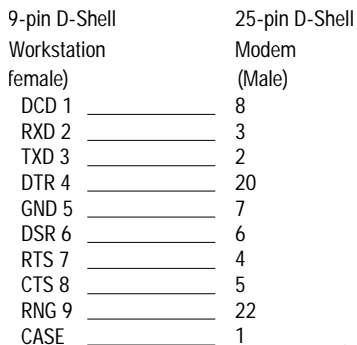 9-pin D-Shell 25-pin D-Shell
Workstation Modem
female) (Male)
DCD 1 8
RXD 2 3
TXD 3 2
DTR 4 20
GND 5 7
DSR 6 6
RTS 7 4
CTS 8 5
RNG 9 22
CASE 1